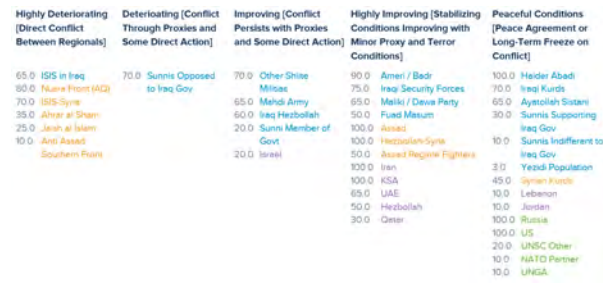 Highly Deteriorating
[Direct Conflict
Between Regionals]
65.0 ISIS in Iraq
60.0 Nusra Front (AQ)
70.0 ISIS-Syria
35.0 Ahrar al Sham
25.0 Jaish al Islam
10.0 Anti Assad
Southern Front
Deterioating [Conflict
Through Proxies and
Some Direct Action]
70.0 Sunnis Opposed
to Iraq Gov
Improving [Conflict
Persists with Proxies
and Some Direct Action]
70.0 Other Shiise
Militias
65.0 Mahdi Army
60.0 Iraq Hezbollah
20.0 Sunni Member of
Govt
20.0 Israel
Highly Improving [Stabilizing
Conditions Improving with
Minor Proxy and Terror
Conditions]
90.0 Ameri / Badr
75.0 Iraqi Security Forces
65.0 Maliki / Dawa Party
50.0 Fuad Masum
100.0 Assad
100.0 Hezbollah-Syria
50.0 Assad Regime Fighters
100.0 Iran
100.0 KSA
65.0 UAE
50.0 Hezbollah
30.0 Qater
Peaceful Conditions
[Peace Agreement or
Long-Term Freeze on
Conflict]
100.0 Haider Abadi
70.0 Iraqi Kurds
65.0 Ayatollah Sistani
30.0 Sunnis Supporting
Iraq Gov
10.0 Sunnis Indifferent to
Iraq Gov
3.0 Yezidi Population
45.0 Syrian Kurds
10.0 Lebanon
10.0 Jordan
100.0 Russia
100.0 US
20.0 UNSC Other
10.0 NATO Partner
10.0 UNGA